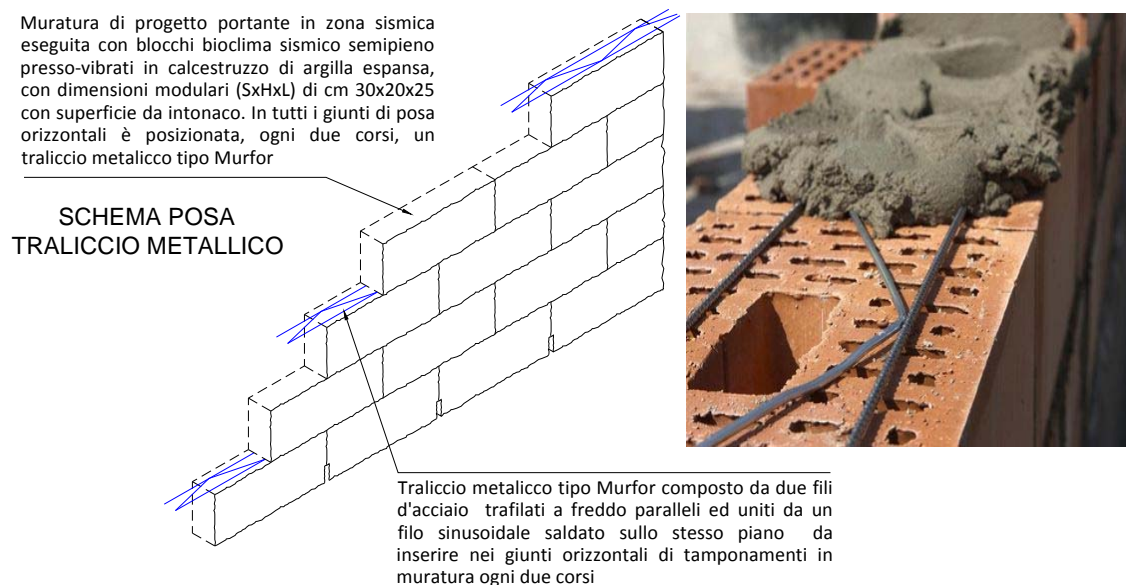 Muratura di progetto portante in zona sismica
eseguita con blocchi bioclima sismico semipieno
presso-vibrati in calcestruzzo di argilla espansa,
con dimensioni modulari (SxHxL) di cm 30x20x25
con superficie da intonaco. In tutti i giunti di posa
orizzontali è posizionata, ogni due corsi, un
traliccio metalicco tipo Murfor
SCHEMA POSA
TRALICCIO METALLICO
Traliccio metalicco tipo Murfor composto da due fili
d'acciaio trafilati a freddo paralleli ed uniti da un
filo sinusoidale saldato sullo stesso piano da
inserire nei giunti orizzontali di tamponamenti in
muratura ogni due corsi